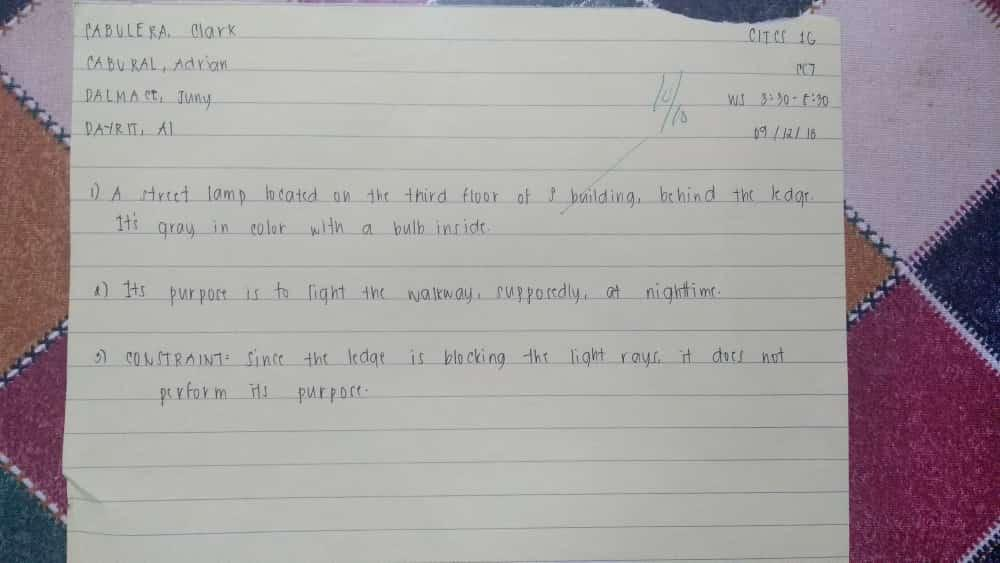 CABULERA, Clark
CITCS 1G
CABURAL, Adrian
DALMACE, Juny
WS 3:30-5:30
DAYRIT, Al
09/12/18
10/10
1) A street lamp located on the third floor of S building, behind the ledge.
It's gray in color with a bulb inside.
2) Its purpose is to light the walkway, supposedly, at nighttime.
3) CONSTRAINT: Since the ledge is blocking the light rays, it does not
perform its purpose.